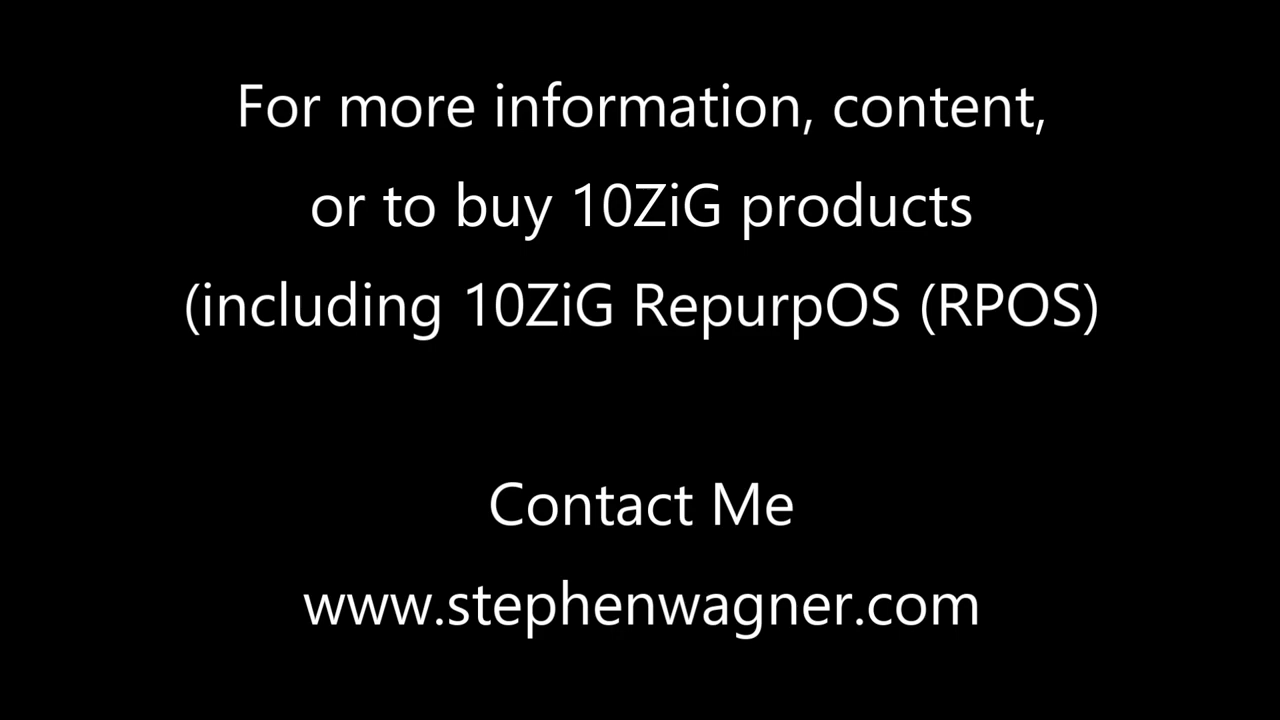 For more information, content,
or to buy 10ZiG products
(including 10ZiG RepurpOS (RPOS)
Contact Me
www.stephenwagner.com